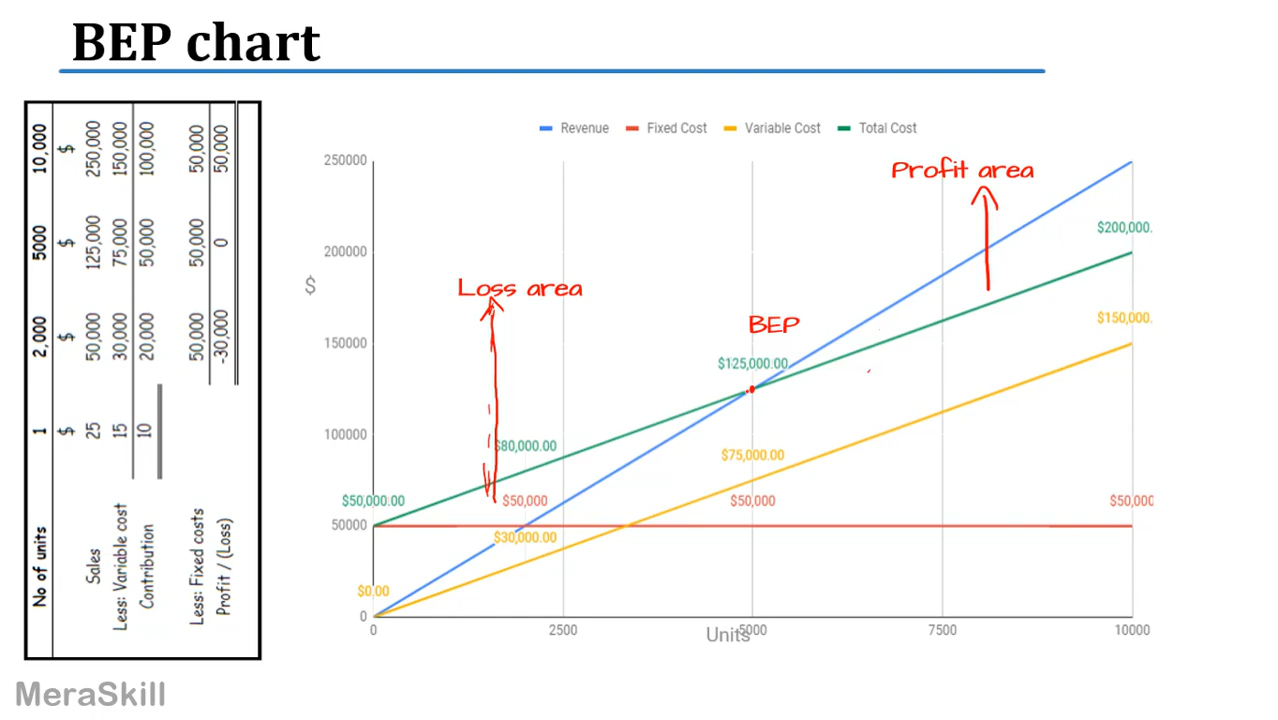 BEP chart
No of units 1 2,000 5000 10,000
$ $ $ $
Sales 25 50,000 125,000 250,000
Less: Variable cost 15 30,000 75,000 150,000
Contribution 10 20,000 50,000 100,000
Less: Fixed costs 50,000 50,000 50,000
Profit / (Loss) -30,000 0 50,000
Revenue Fixed Cost Variable Cost Total Cost
250000
Profit area
$200,000.
200000
$
Loss area
$150,000.
BEP
150000
$125,000.00
100000
$80,000.00
$75,000.00
$50,000.00 $50,000 $50,000 $50,000
50000
$30,000.00
$0.00
0
0 2500 5000 7500 10000
Units
MeraSkill